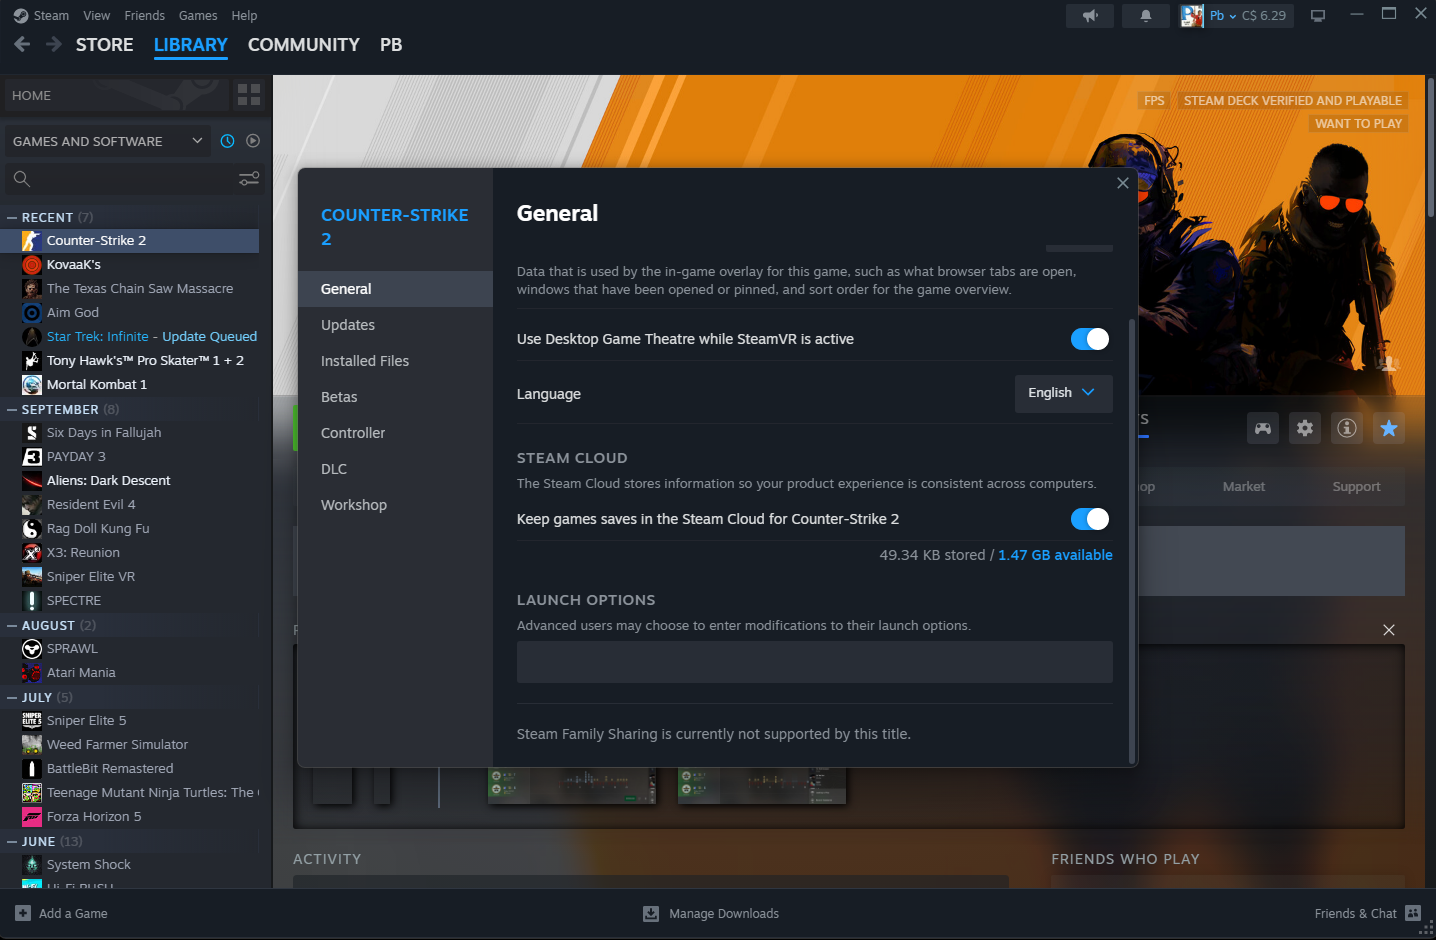 Steam View Friends Games Help
Pb C$ 6.29
STORE LIBRARY COMMUNITY PB
HOME
GAMES AND SOFTWARE
RECENT (7)
Counter-Strike 2
KovaaK's
The Texas Chain Saw Massacre
Aim God
Star Trek: Infinite - Update Queued
Tony Hawk's™ Pro Skater™ 1 + 2
Mortal Kombat 1
SEPTEMBER (8)
Six Days in Fallujah
PAYDAY 3
Aliens: Dark Descent
Resident Evil 4
Rag Doll Kung Fu
X3: Reunion
Sniper Elite VR
SPECTRE
AUGUST (2)
SPRAWL
Atari Mania
JULY (5)
Sniper Elite 5
Weed Farmer Simulator
BattleBit Remastered
Teenage Mutant Ninja Turtles: The
Forza Horizon 5
JUNE (13)
System Shock
Hi-Fi RUSH
FPS STEAM DECK VERIFIED AND PLAYABLE
WANT TO PLAY
COUNTER-STRIKE
2
General
Updates
Installed Files
Betas
Controller
DLC
Workshop
General
Data that is used by the in-game overlay for this game, such as what browser tabs are open,
windows that have been opened or pinned, and sort order for the game overview.
Use Desktop Game Theatre while SteamVR is active
Language English
STEAM CLOUD
The Steam Cloud stores information so your product experience is consistent across computers.
Keep games saves in the Steam Cloud for Counter-Strike 2
49.34 KB stored / 1.47 GB available
LAUNCH OPTIONS
Advanced users may choose to enter modifications to their launch options.
Steam Family Sharing is currently not supported by this title.
Market Support
ACTIVITY
FRIENDS WHO PLAY
Add a Game
Manage Downloads
Friends & Chat